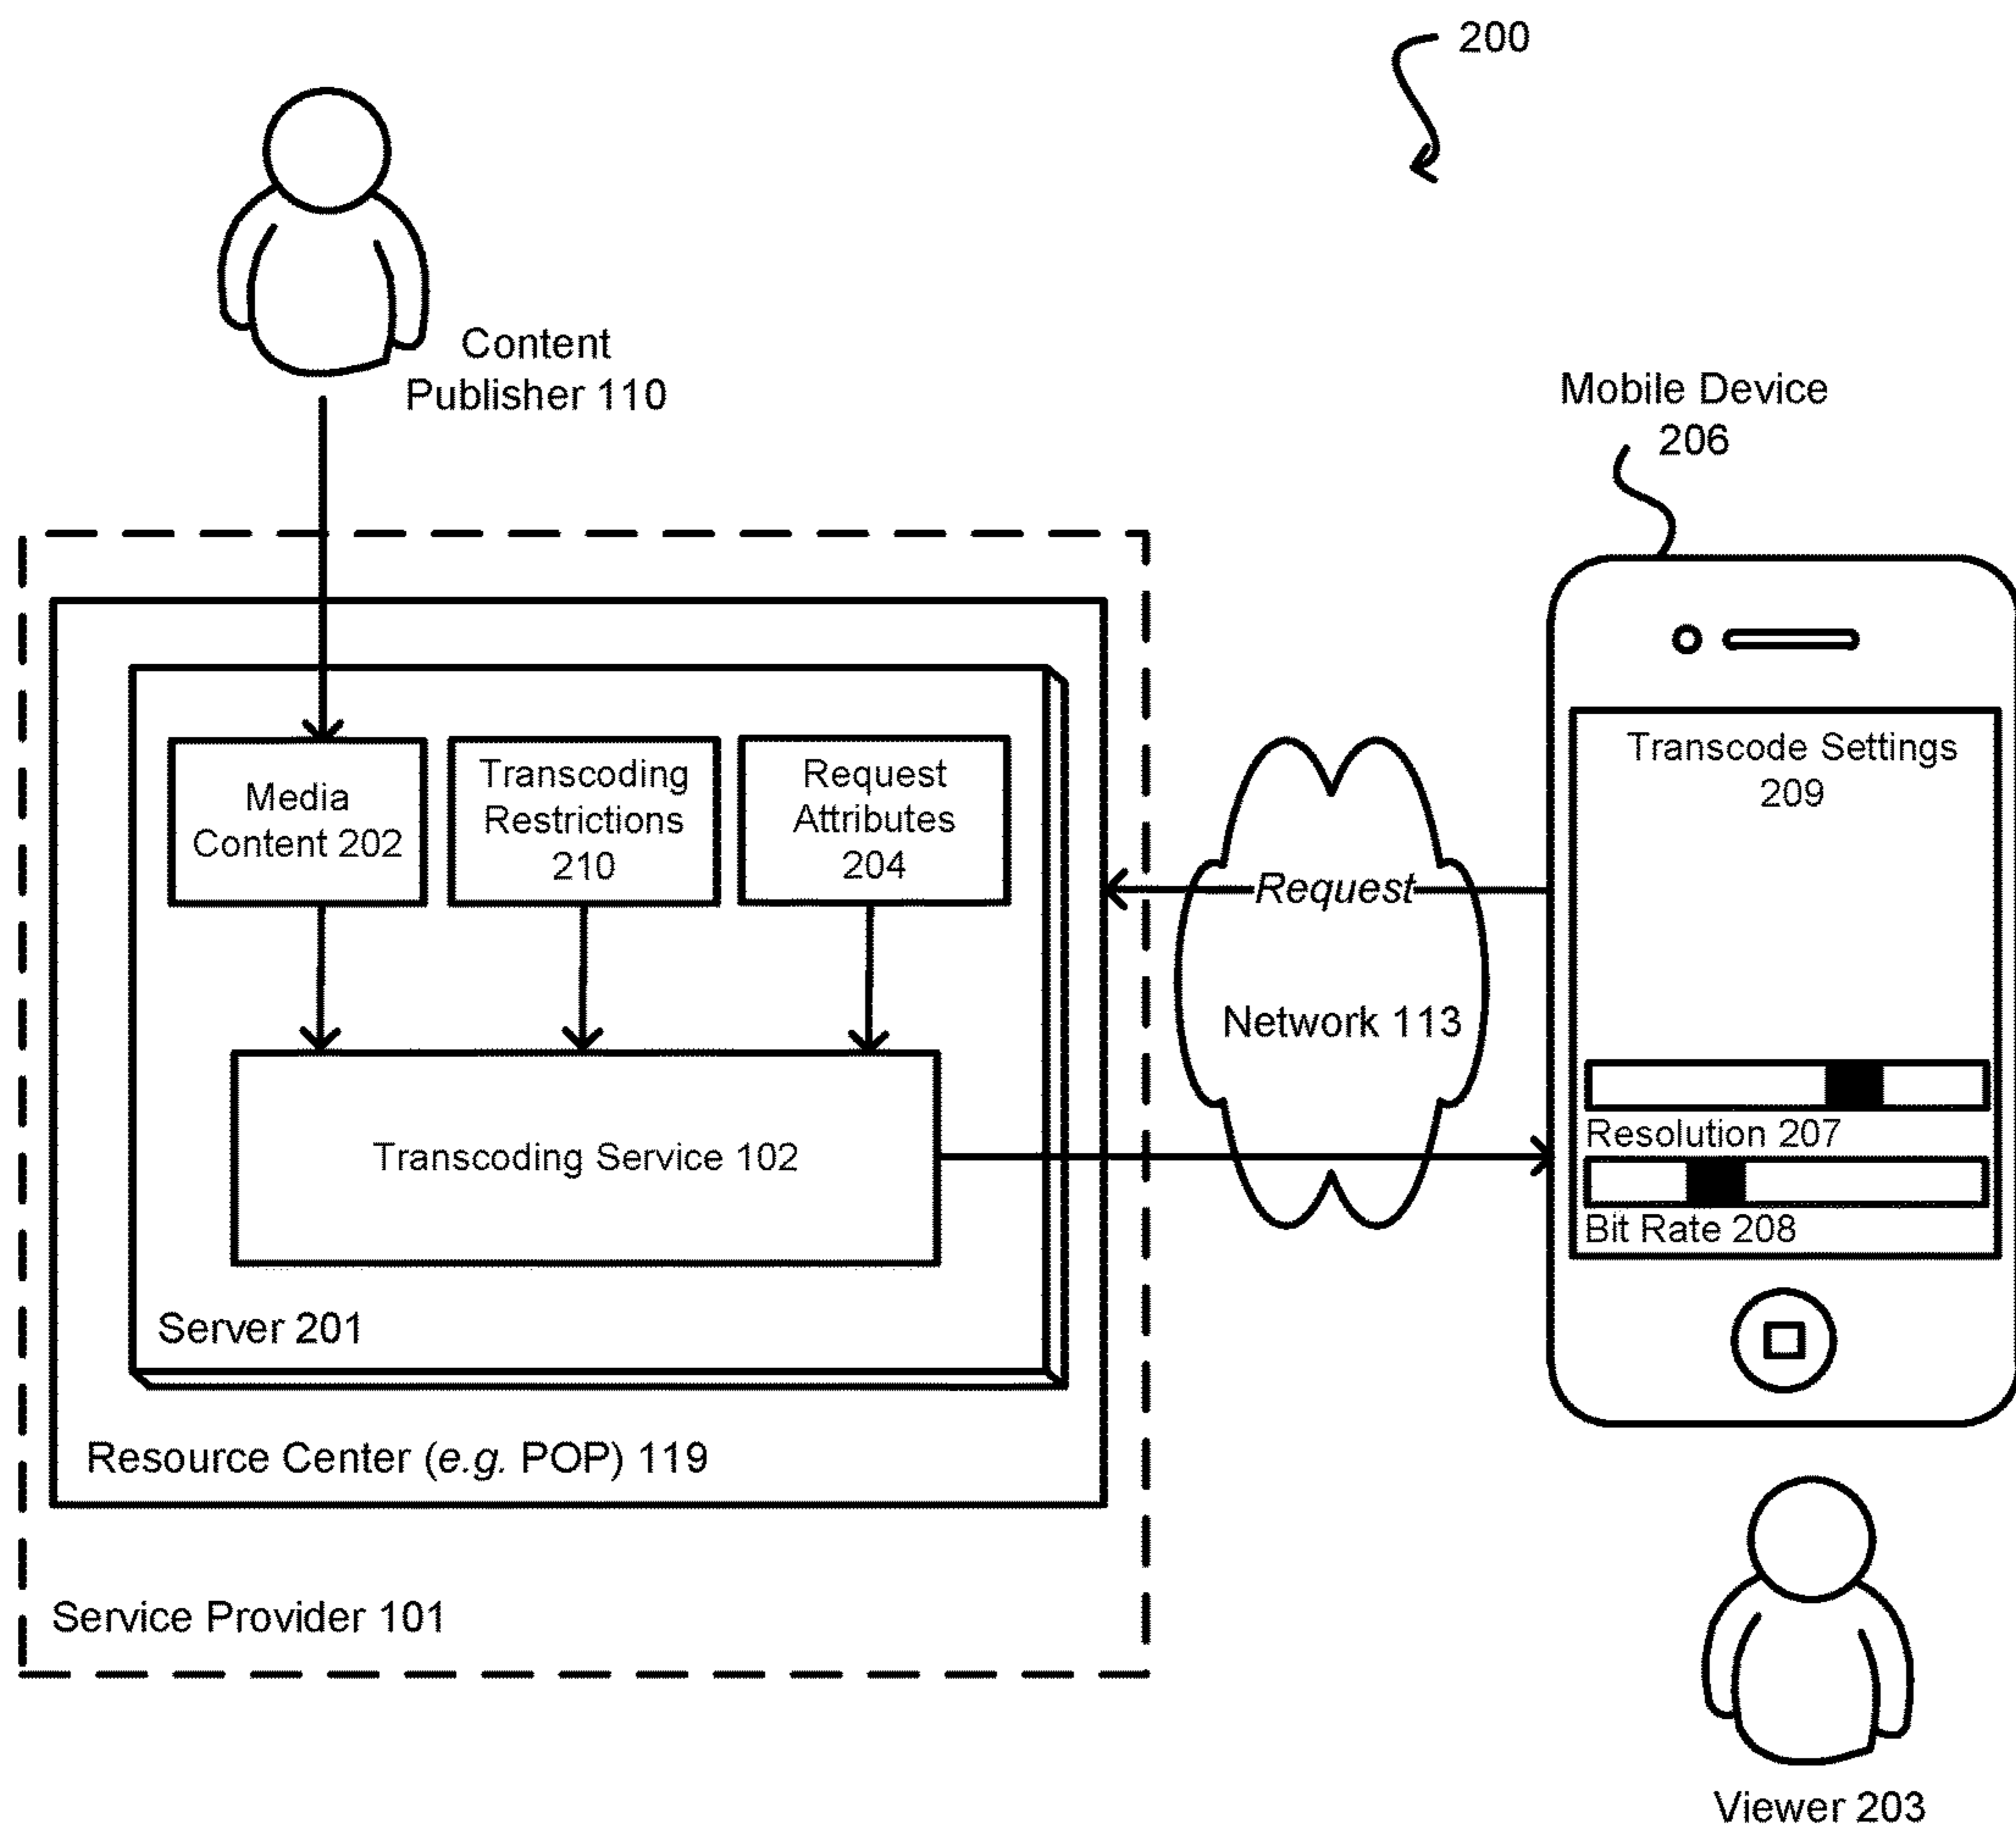 200
Content
Publisher 110
Mobile Device
206
Media
Content 202
Transcoding
Restrictions
210
Request
Attributes
204
Transcode Settings
209
Request
Network 113
Transcoding Service 102
Resolution 207
Bit Rate 208
Server 201
Resource Center (e.g. POP) 119
Service Provider 101
Viewer 203